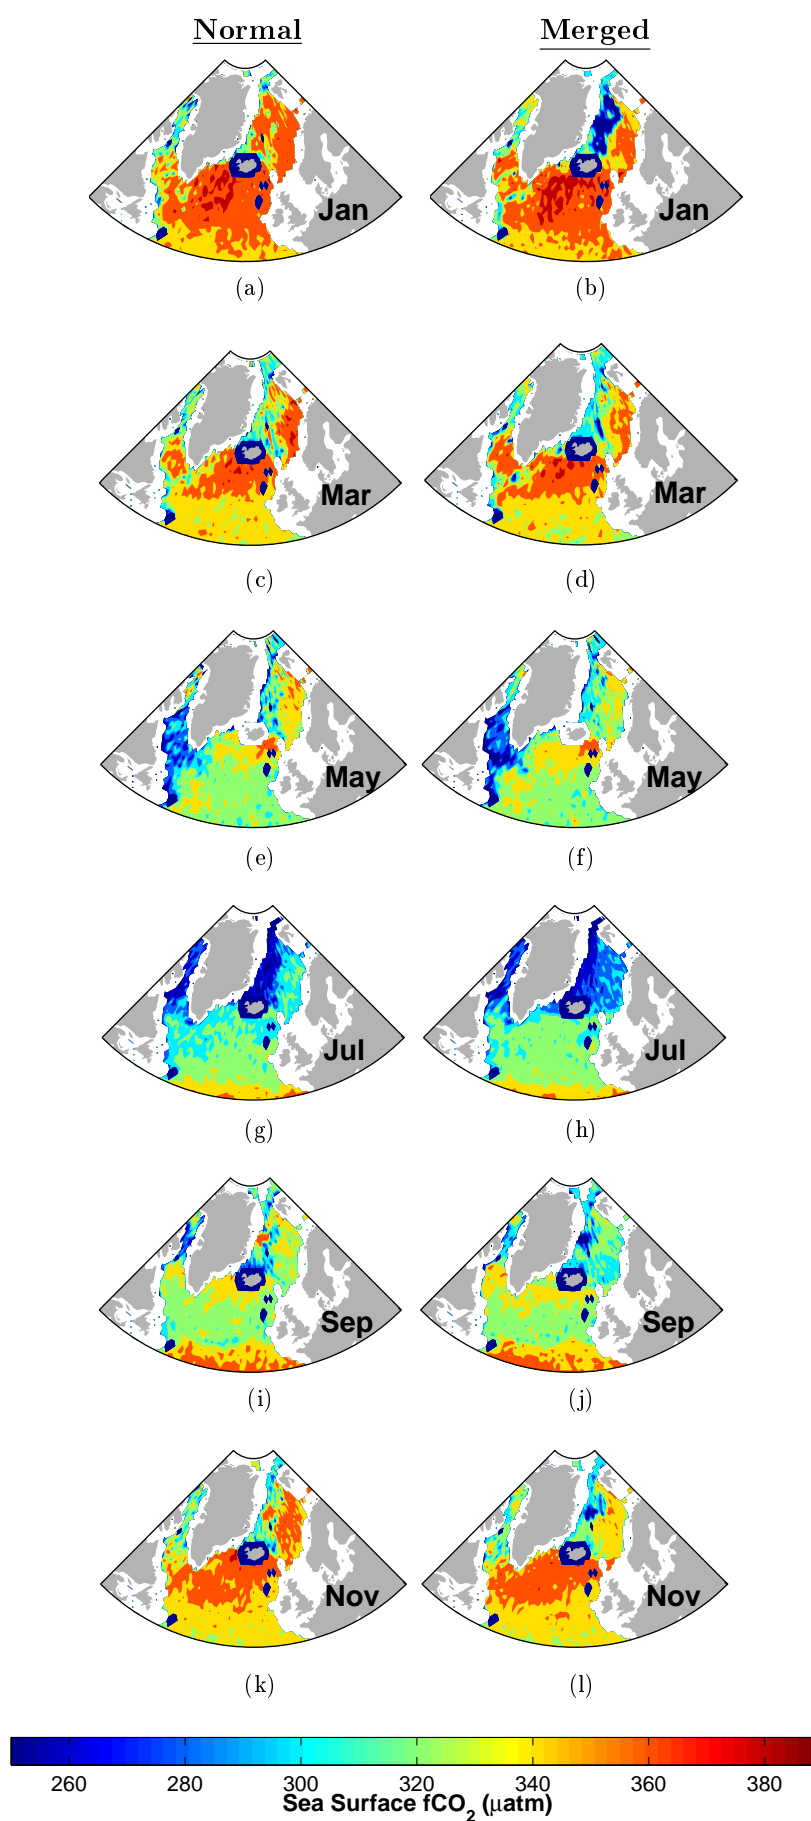 Normal Merged
Jan Jan
(a) (b)
Mar Mar
(c) (d)
May May
(e) (f)
Jul Jul
(g) (h)
Sep Sep
(i) (j)
Nov Nov
(k) (l)
260 280 300 320 340 360 380
Sea Surface fCO₂ (μatm)